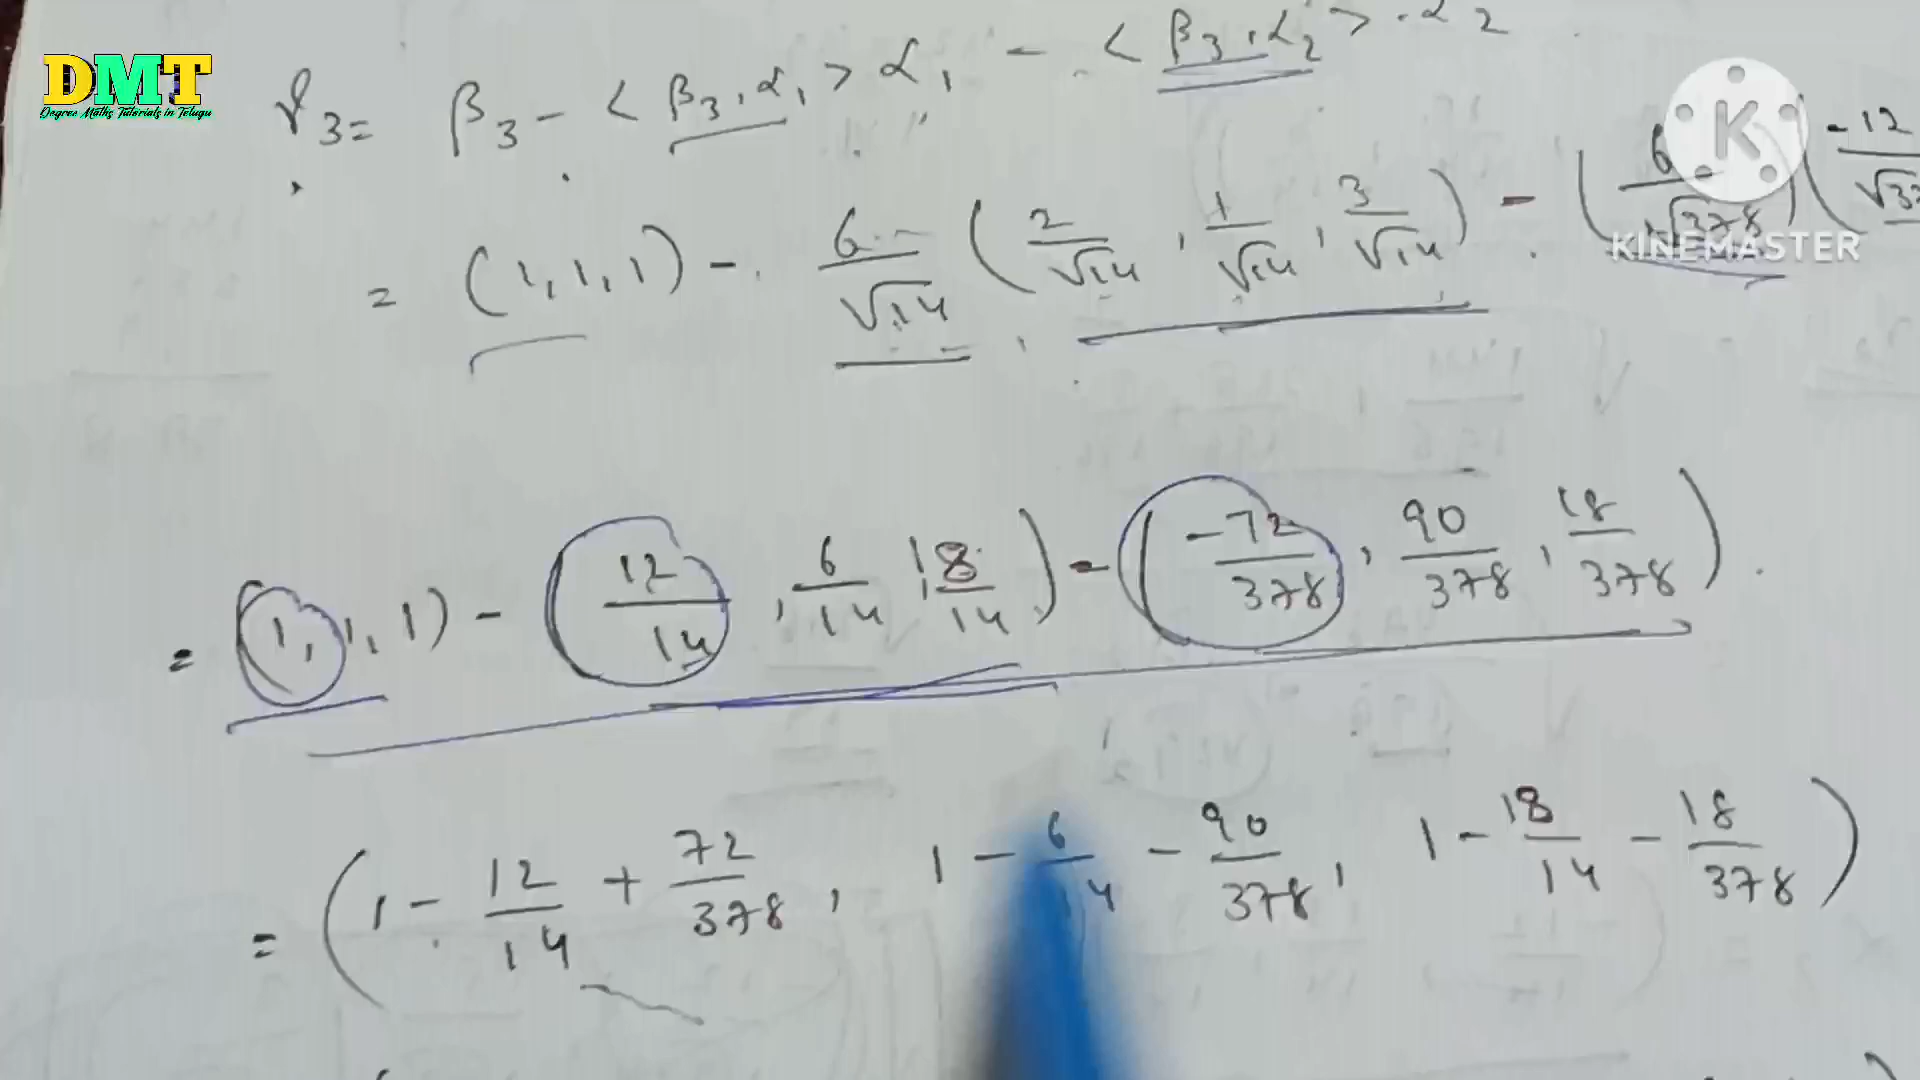 DMT
Degree Maths Tutorials in Telugu
γ3 = β3 - < β3, α1 > α1 - < β3, α2 > . α2
= (1, 1, 1) - 6/√14 (2/√14, 1/√14, 3/√14) - (6/√378)(-12/
KINEMASTER
= (1, 1, 1) - (12/14, 6/14, 18/14) - (-72/378, 90/378, 18/378).
= (1 - 12/14 + 72/378, 1 - 6/14 - 90/378, 1 - 18/14 - 18/378)